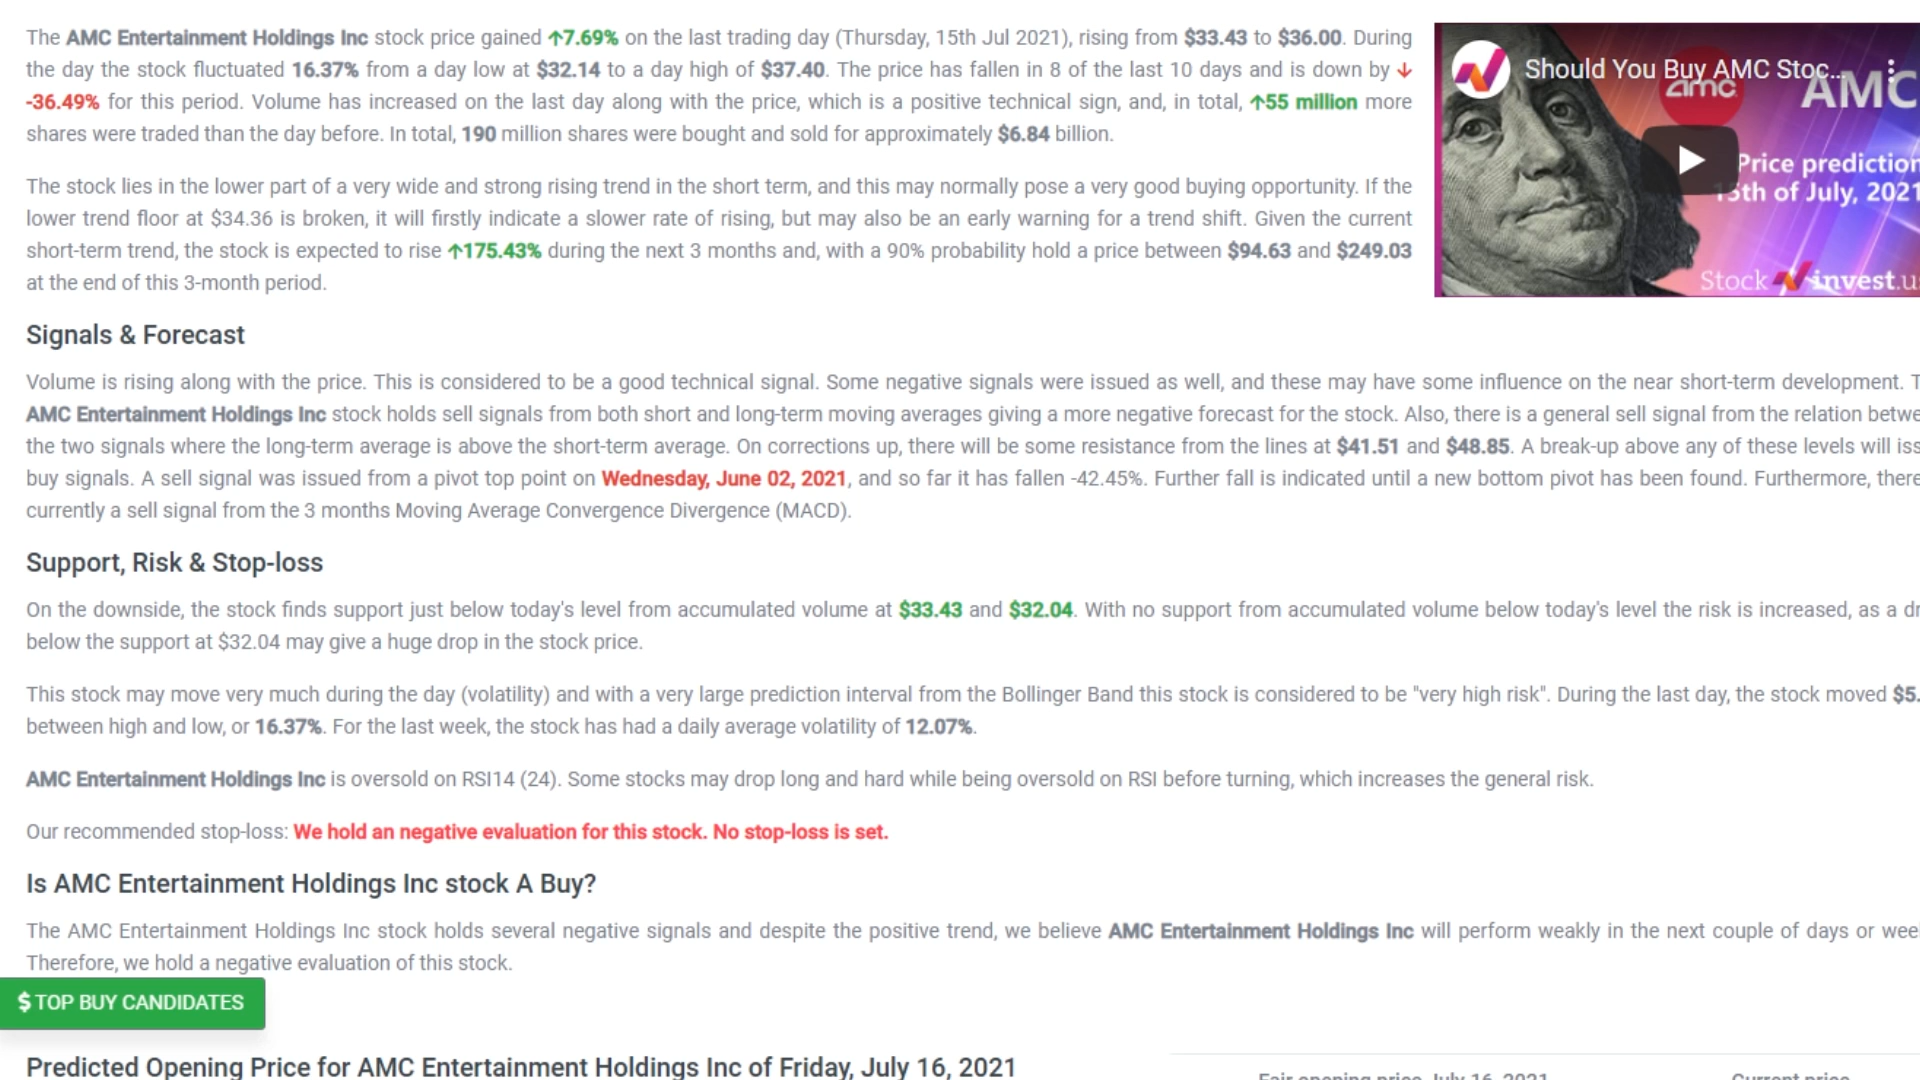 The AMC Entertainment Holdings Inc stock price gained ↑7.69% on the last trading day (Thursday, 15th Jul 2021), rising from $33.43 to $36.00. During
the day the stock fluctuated 16.37% from a day low at $32.14 to a day high of $37.40. The price has fallen in 8 of the last 10 days and is down by ↓
-36.49% for this period. Volume has increased on the last day along with the price, which is a positive technical sign, and, in total, ↑55 million more
shares were traded than the day before. In total, 190 million shares were bought and sold for approximately $6.84 billion.
Should You Buy AMC Stoc...
amc
AMC
Price prediction
15th of July, 2021
Stock invest.u
The stock lies in the lower part of a very wide and strong rising trend in the short term, and this may normally pose a very good buying opportunity. If the
lower trend floor at $34.36 is broken, it will firstly indicate a slower rate of rising, but may also be an early warning for a trend shift. Given the current
short-term trend, the stock is expected to rise ↑175.43% during the next 3 months and, with a 90% probability hold a price between $94.63 and $249.03
at the end of this 3-month period.
Signals & Forecast
Volume is rising along with the price. This is considered to be a good technical signal. Some negative signals were issued as well, and these may have some influence on the near short-term development. T
AMC Entertainment Holdings Inc stock holds sell signals from both short and long-term moving averages giving a more negative forecast for the stock. Also, there is a general sell signal from the relation betwe
the two signals where the long-term average is above the short-term average. On corrections up, there will be some resistance from the lines at $41.51 and $48.85. A break-up above any of these levels will iss
buy signals. A sell signal was issued from a pivot top point on Wednesday, June 02, 2021, and so far it has fallen -42.45%. Further fall is indicated until a new bottom pivot has been found. Furthermore, there
currently a sell signal from the 3 months Moving Average Convergence Divergence (MACD).
Support, Risk & Stop-loss
On the downside, the stock finds support just below today's level from accumulated volume at $33.43 and $32.04. With no support from accumulated volume below today's level the risk is increased, as a dr
below the support at $32.04 may give a huge drop in the stock price.
This stock may move very much during the day (volatility) and with a very large prediction interval from the Bollinger Band this stock is considered to be "very high risk". During the last day, the stock moved $5.
between high and low, or 16.37%. For the last week, the stock has had a daily average volatility of 12.07%.
AMC Entertainment Holdings Inc is oversold on RSI14 (24). Some stocks may drop long and hard while being oversold on RSI before turning, which increases the general risk.
Our recommended stop-loss: We hold an negative evaluation for this stock. No stop-loss is set.
Is AMC Entertainment Holdings Inc stock A Buy?
The AMC Entertainment Holdings Inc stock holds several negative signals and despite the positive trend, we believe AMC Entertainment Holdings Inc will perform weakly in the next couple of days or wee
Therefore, we hold a negative evaluation of this stock.
$ TOP BUY CANDIDATES
Predicted Opening Price for AMC Entertainment Holdings Inc of Friday, July 16, 2021
Fair opening price July 16, 2021
Current price